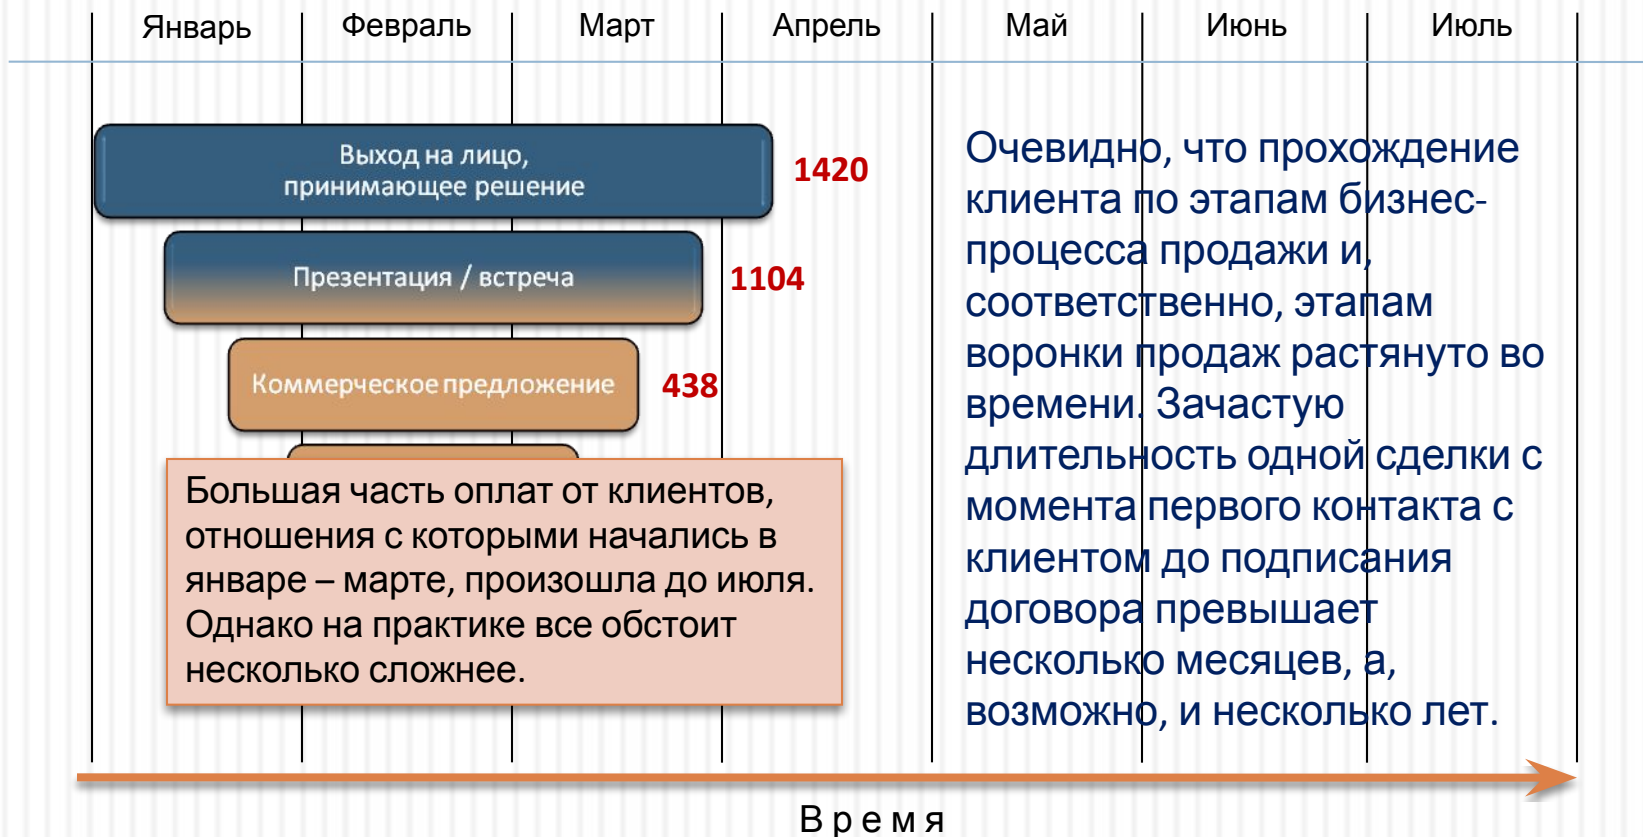 Январь Февраль Март Апрель Май Июнь Июль
Выход на лицо,
принимающее решение
1420
Презентация / встреча
1104
Коммерческое предложение
438
Большая часть оплат от клиентов,
отношения с которыми начались в
январе – марте, произошла до июля.
Однако на практике все обстоит
несколько сложнее.
Очевидно, что прохождение
клиента по этапам бизнес-
процесса продажи и,
соответственно, этапам
воронки продаж растянуто во
времени. Зачастую
длительность одной сделки с
момента первого контакта с
клиентом до подписания
договора превышает
несколько месяцев, а,
возможно, и несколько лет.
Время